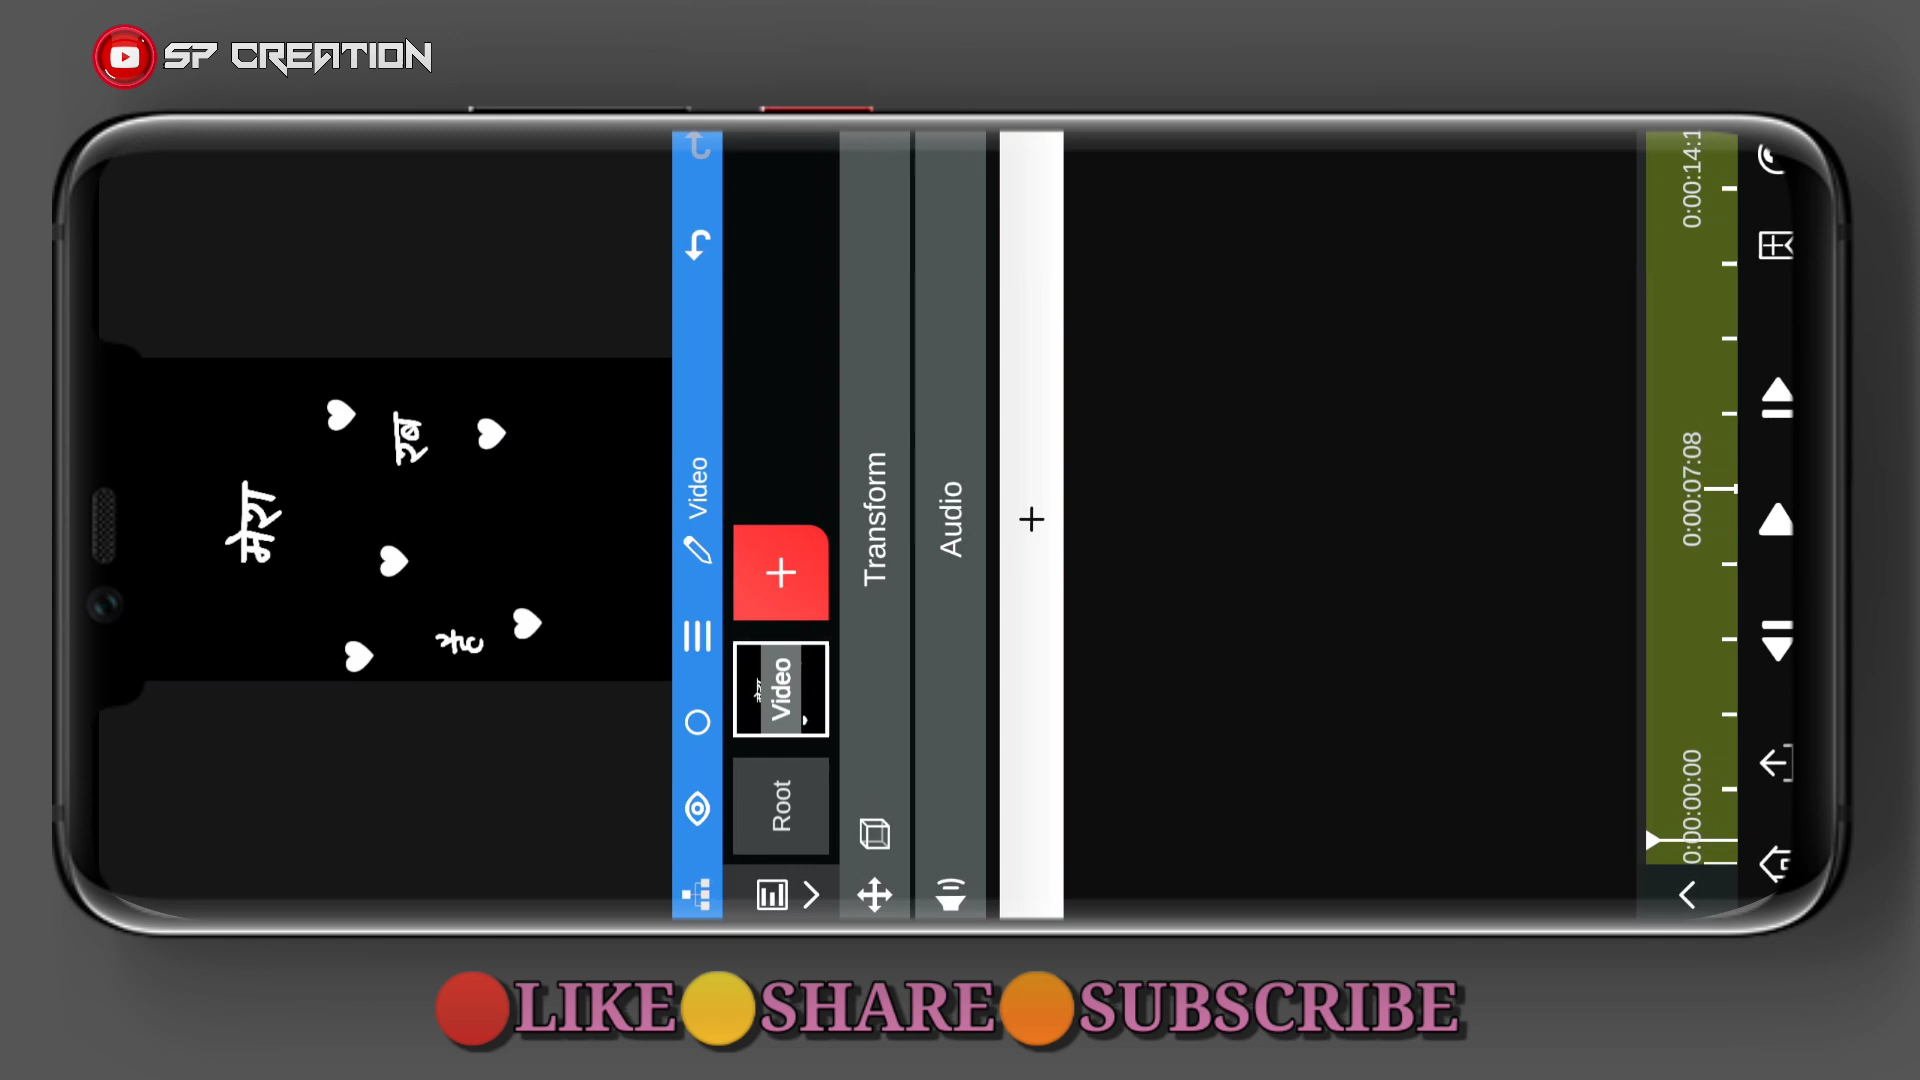 SP CREATION
मेरा
रब
है
Video
Root
Video
Transform
Audio
0:00:00:00
0:00:07:08
0:00:14:1
LIKE SHARE SUBSCRIBE